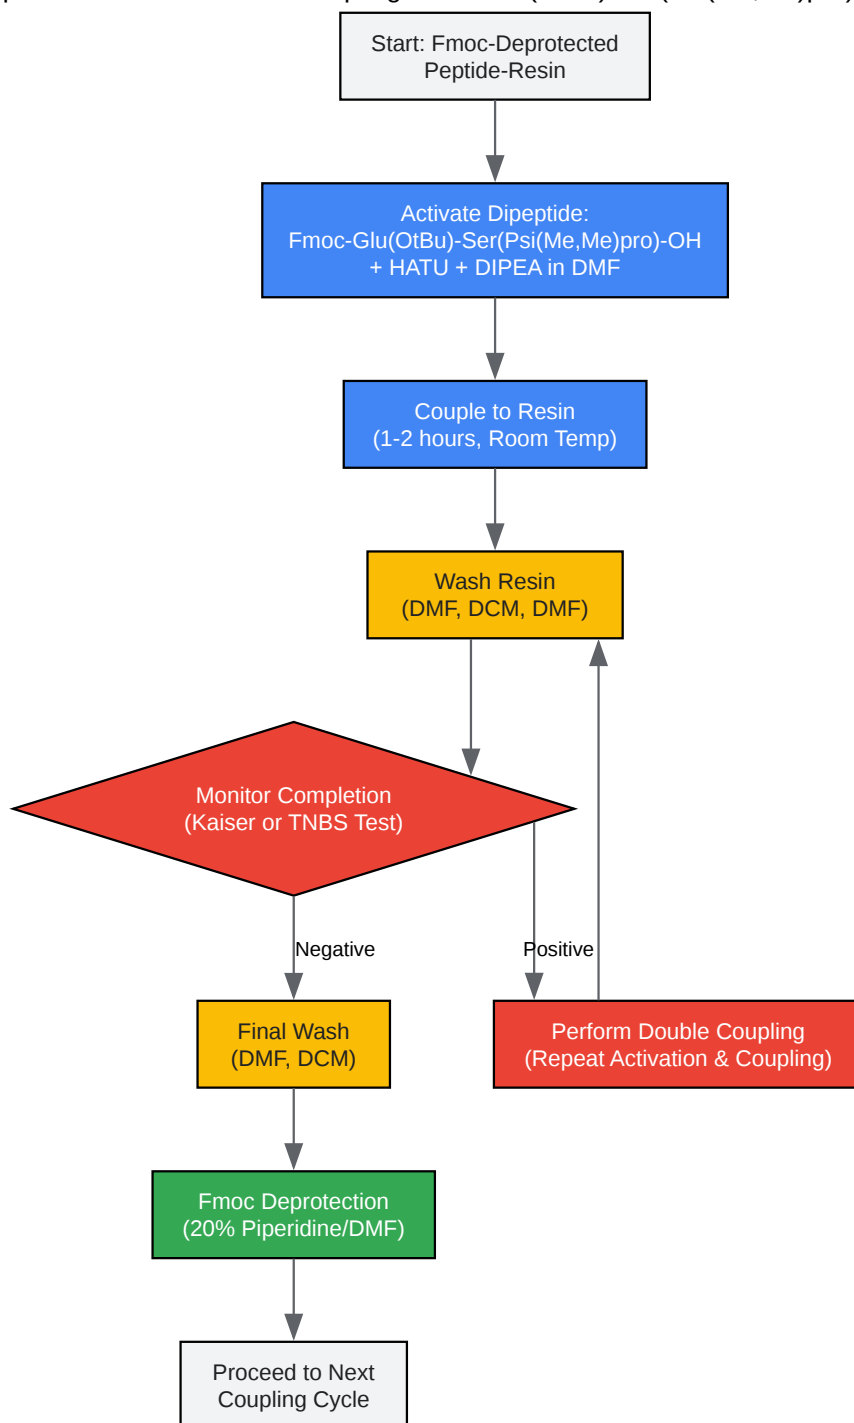 Start: Fmoc-Deprotected
Peptide-Resin
Activate Dipeptide:
Fmoc-Glu(OtBu)-Ser(Psi(Me,Me)pro)-OH
+ HATU + DIPEA in DMF
Couple to Resin
(1-2 hours, Room Temp)
Wash Resin
(DMF, DCM, DMF)
Monitor Completion
(Kaiser or TNBS Test)
Negative
Positive
Final Wash
(DMF, DCM)
Perform Double Coupling
(Repeat Activation & Coupling)
Fmoc Deprotection
(20% Piperidine/DMF)
Proceed to Next
Coupling Cycle